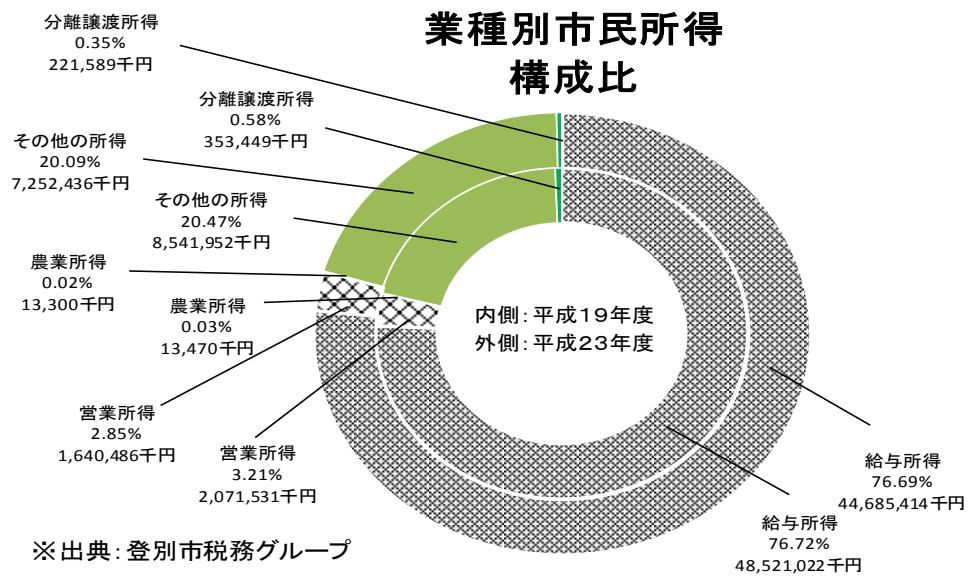 業種別市民所得
構成比
分離譲渡所得
0.35%
221,589千円
分離譲渡所得
0.58%
353,449千円
その他の所得
20.09%
7,252,436千円
その他の所得
20.47%
8,541,952千円
農業所得
0.02%
13,300千円
農業所得
0.03%
13,470千円
内側:平成19年度
外側:平成23年度
営業所得
2.85%
1,640,486千円
営業所得
3.21%
2,071,531千円
給与所得
76.69%
44,685,414千円
給与所得
76.72%
48,521,022千円
※出典:登別市税務グループ